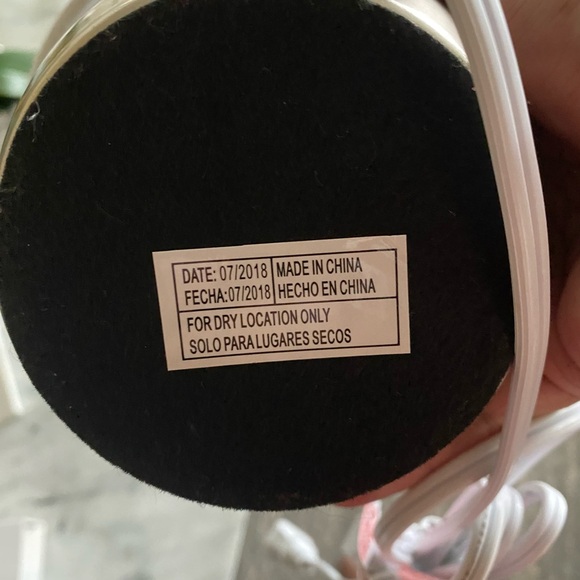 DATE: 07/2018 MADE IN CHINA
FECHA:07/2018 HECHO EN CHINA
FOR DRY LOCATION ONLY
SOLO PARA LUGARES SECOS